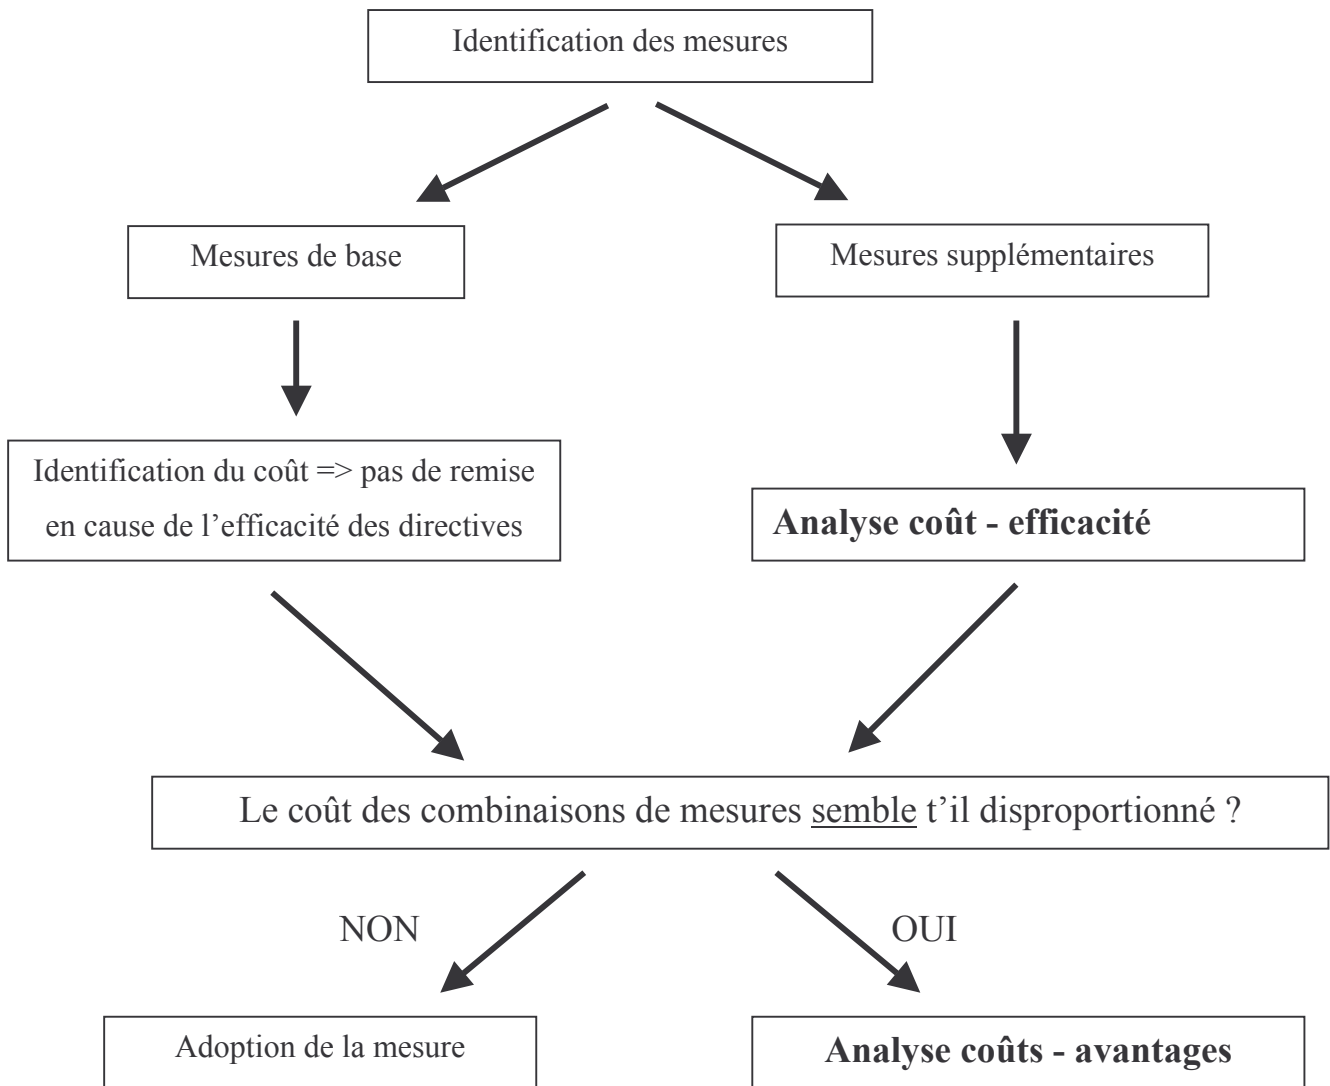 Identification des mesures
Mesures de base
Mesures supplémentaires
Identification du coût => pas de remise
en cause de l’efficacité des directives
Analyse coût - efficacité
Le coût des combinaisons de mesures semble t’il disproportionné ?
NON
OUI
Adoption de la mesure
Analyse coûts - avantages